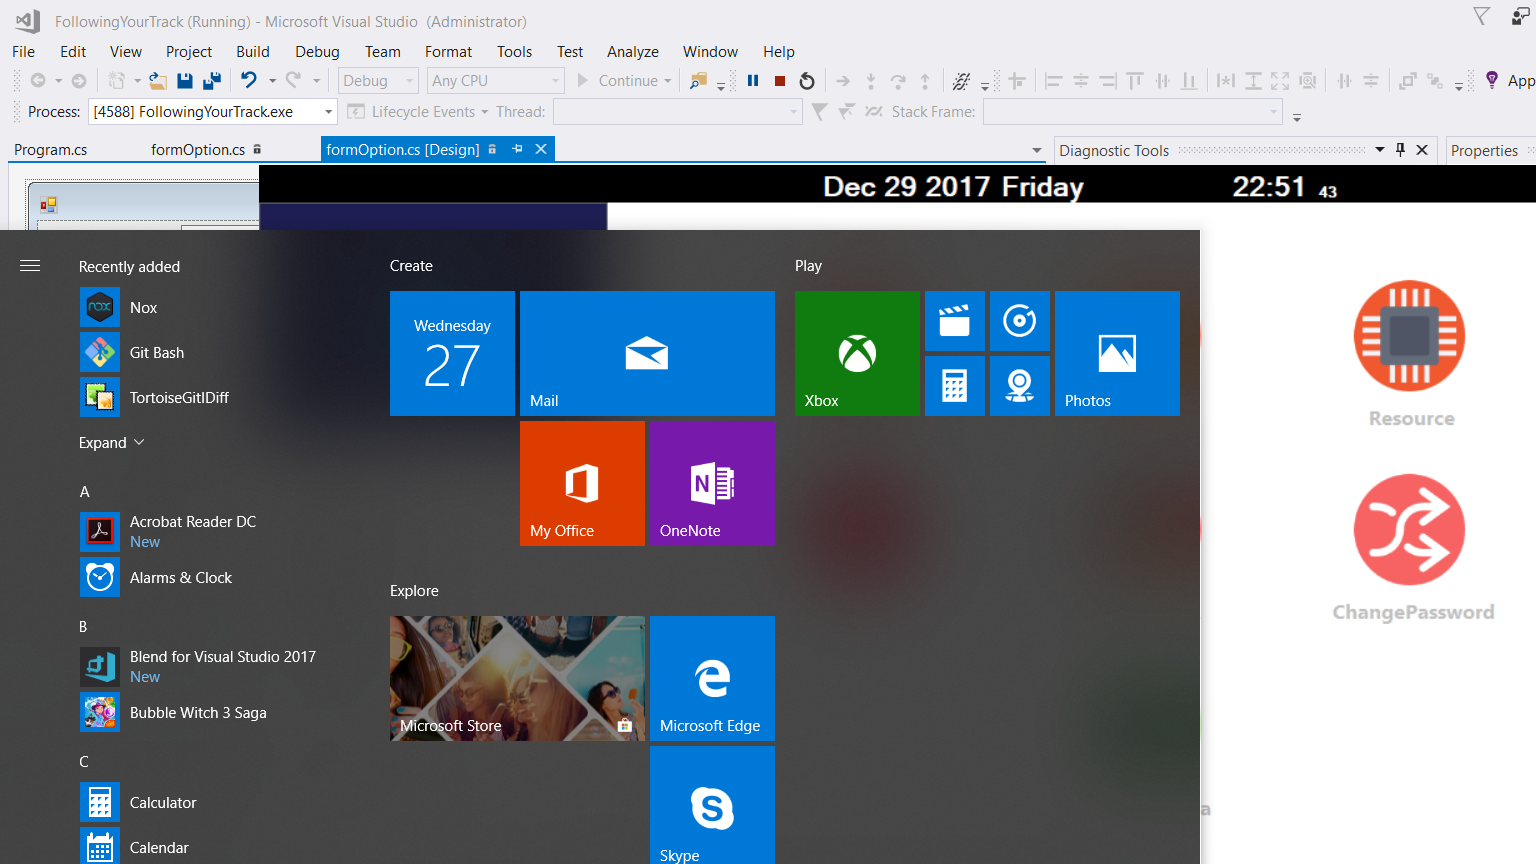 FollowingYourTrack (Running) - Microsoft Visual Studio (Administrator)
File Edit View Project Build Debug Team Format Tools Test Analyze Window Help
Debug Any CPU Continue App
Process: [4588] FollowingYourTrack.exe Lifecycle Events Thread: Stack Frame:
Program.cs formOption.cs formOption.cs [Design] Diagnostic Tools Properties
Dec 29 2017 Friday 22:51 43
Recently added
Nox
Git Bash
TortoiseGitIDiff
Expand
A
Acrobat Reader DC
New
Alarms & Clock
B
Blend for Visual Studio 2017
New
Bubble Witch 3 Saga
C
Calculator
Calendar
Create
Wednesday
27
Mail
My Office
N
OneNote
Explore
Microsoft Store
Microsoft Edge
Skype
Play
Xbox
Photos
Resource
ChangePassword
a